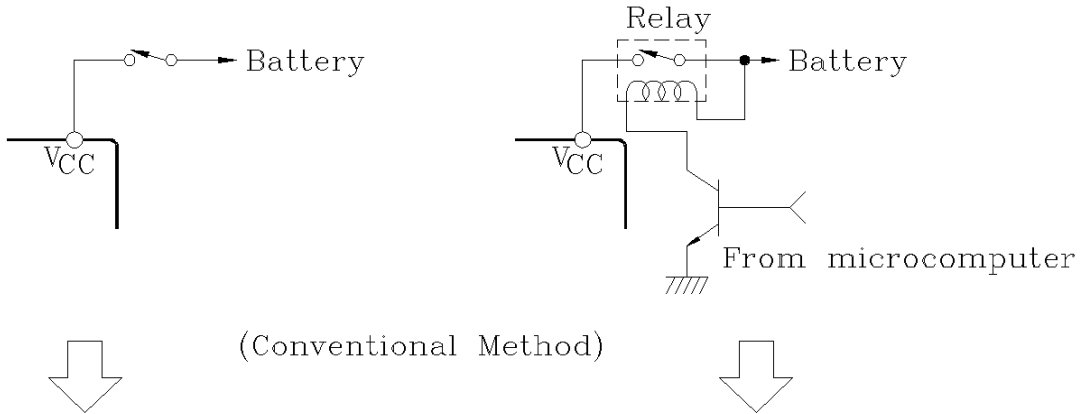 Relay
Battery
Battery
VCC
VCC
From microcomputer
(Conventional Method)